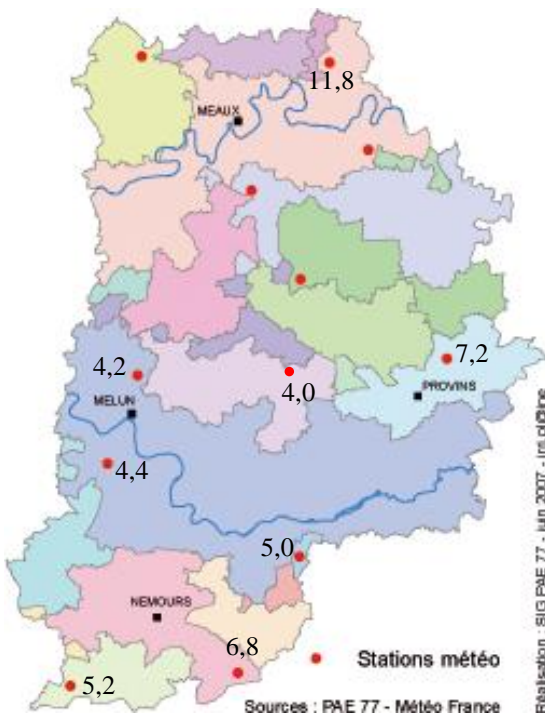 11,8
MEAUX
7,2
4,2
4,0
PROVINS
MELUN
4,4
5,0
NEMOURS
6,8
5,2
Stations météo
Sources : PAE 77 - Météo France
Réalisation : SIG PAE 77 - juin 2007 -